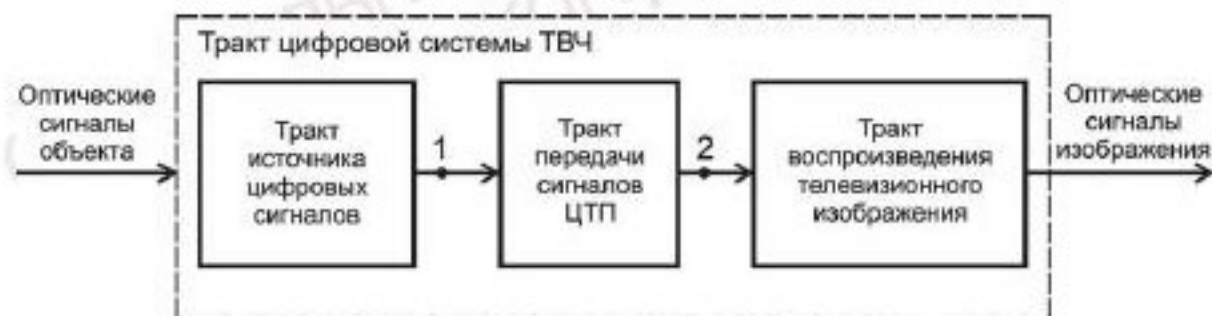 Тракт цифровой системы ТВЧ
Оптические
сигналы
объекта
Тракт
источника
цифровых
сигналов
1
Тракт
передачи
сигналов
ЦТП
2
Тракт
воспроизведения
телевизионного
изображения
Оптические
сигналы
изображения